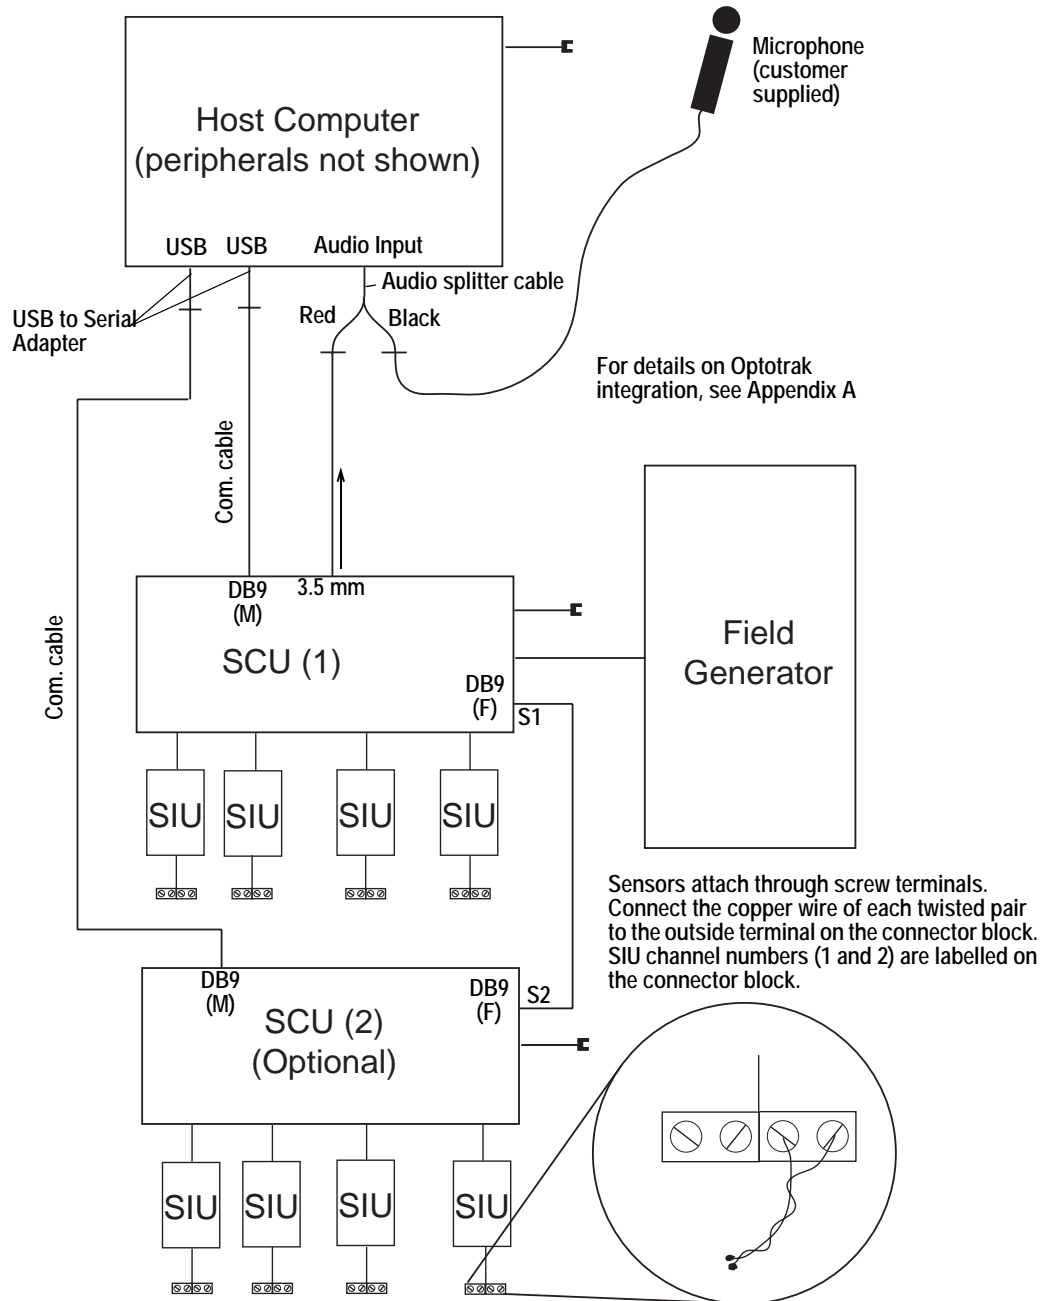 Microphone
(customer
supplied)
Host Computer
(peripherals not shown)
USB USB Audio Input
Audio splitter cable
USB to Serial
Adapter
Red Black
For details on Optotrak
integration, see Appendix A
Com. cable
Com. cable
DB9
(M)
3.5 mm
SCU (1)
DB9
(F)
S1
Field
Generator
SIU SIU SIU SIU
Sensors attach through screw terminals.
Connect the copper wire of each twisted pair
to the outside terminal on the connector block.
SIU channel numbers (1 and 2) are labelled on
the connector block.
DB9
(M)
DB9
(F)
S2
SCU (2)
(Optional)
SIU SIU SIU SIU